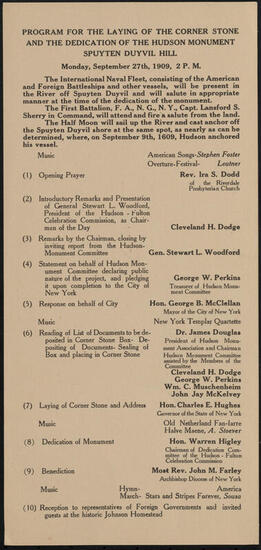 PROGRAM FOR THE LAYING OF THE CORNER STONE
AND THE DEDICATION OF THE HUDSON MONUMENT
SPUYTEN DUYVIL HILL
Monday, September 27th, 1909, 2 P. M.
The International Naval Fleet, consisting of the American
and Foreign Battleships and other vessels, will be present in
the River off Spuyten Duyvil and will salute in appropriate
manner at the time of the dedication of the monument.
The First Battalion, F. A., N. G., N. Y., Capt. Lansford S.
Sherry in Command, will attend and fire a salute from the land.
The Half Moon will sail up the River and cast anchor off
the Spuyten Duyvil shore at the same spot, as nearly as can be
determined, where, on September 9th, 1609, Hudson anchored
his vessel.
Music American Songs-Stephen Foster
Overture-Festival- Leutner
(1) Opening Prayer Rev. Ira S. Dodd
of the Riverdale
Presbyterian Church
(2) Introductory Remarks and Presentation
of General Stewart L. Woodford,
President of the Hudson - Fulton
Celebration Commission, as Chair-
man of the Day Cleveland H. Dodge
(3) Remarks by the Chairman, closing by
inviting report from the Hudson-
Monument Committee Gen. Stewart L. Woodford
(4) Statement on behalf of Hudson Monu-
ment Committee declaring public
nature of the project, and pledging
it upon completion to the City of
New York George W. Perkins
Treasurer of Hudson Monu-
ment Committee
(5) Response on behalf of City Hon. George B. McClellan
Mayor of the City of New York
Music New York Templar Quartette
(6) Reading of List of Documents to be de-
posited in Corner Stone Box- De-
positing of Documents- Sealing of
Box and placing in Corner Stone Dr. James Douglas
President of Hudson Monu-
ment Association and Chairman
Hudson Monument Committee
assisted by the Members of the
Committee
Cleveland H. Dodge
George W. Perkins
Wm. C. Muschenheim
John Jay McKelvey
(7) Laying of Corner Stone and Address Hon. Charles E. Hughes
Governor of the State of New York
Music Old Netherland Fan-farre
Halve Maene, A. Stoever
(8) Dedication of Monument Hon. Warren Higley
Chairman of Dedication Com-
mittee of the Hudson - Fulton
Celebration Commission
(9) Benediction Most Rev. John M. Farley
Archbishop Diocese of New York
Music Hymn- America
March- Stars and Stripes Forever, Sousa
(10) Reception to representatives of Foreign Governments and invited
guests at the historic Johnson Homestead